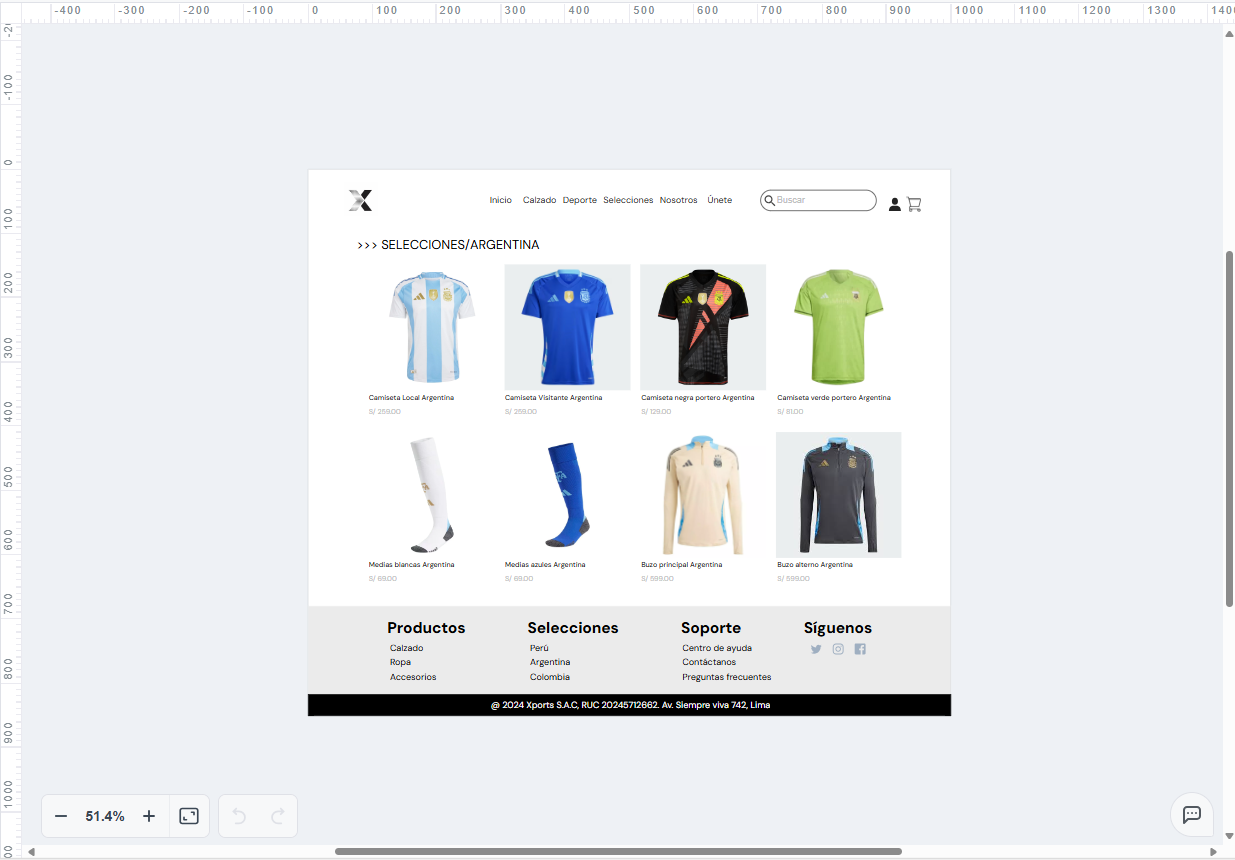 -400 -300 -200 -100 0 100 200 300 400 500 600 700 800 900 1000 1100 1200 1300
-100
0
100
200
300
400
500
600
700
800
900
1000
X
Inicio Calzado Deporte Selecciones Nosotros Únete
Buscar
>>> SELECCIONES/ARGENTINA
Camiseta Local Argentina Camiseta Visitante Argentina Camiseta negra portero Argentina Camiseta verde portero Argentina
S/ 259.00 S/ 259.00 S/ 129.00 S/ 81.00
Medias blancas Argentina Medias azules Argentina Buzo principal Argentina Buzo alterno Argentina
S/ 69.00 S/ 69.00 S/ 599.00 S/ 599.00
Productos Selecciones Soporte Síguenos
Calzado Perú Centro de ayuda
Ropa Argentina Contáctanos
Accesorios Colombia Preguntas frecuentes
@ 2024 Xports S.A.C, RUC 20245712662. Av. Siempre viva 742, Lima
51.4%